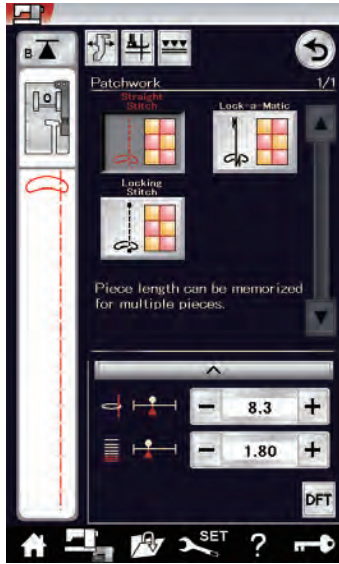 B
Patchwork 1/1
Straight
Stitch
Lock-a-Matic
Locking
Stitch
Piece length can be memorized
for multiple pieces.
− 8.3 +
− 1.80 +
DFT
SET
?